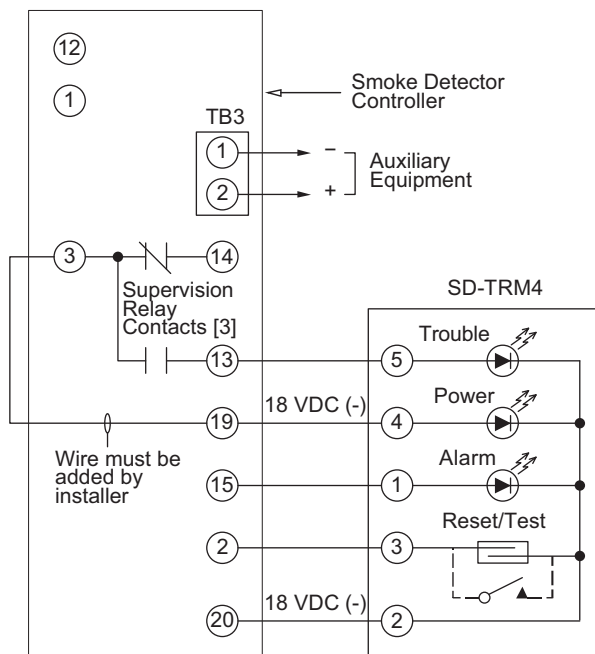 12
Smoke Detector
Controller
1
TB3
1
−
Auxiliary
Equipment
2
+
3
14
SD-TRM4
Supervision
Relay
Contacts [3]
Trouble
13
5
Power
19
18 VDC (-)
4
Wire must be
added by
installer
Alarm
15
1
Reset/Test
2
3
20
18 VDC (-)
2